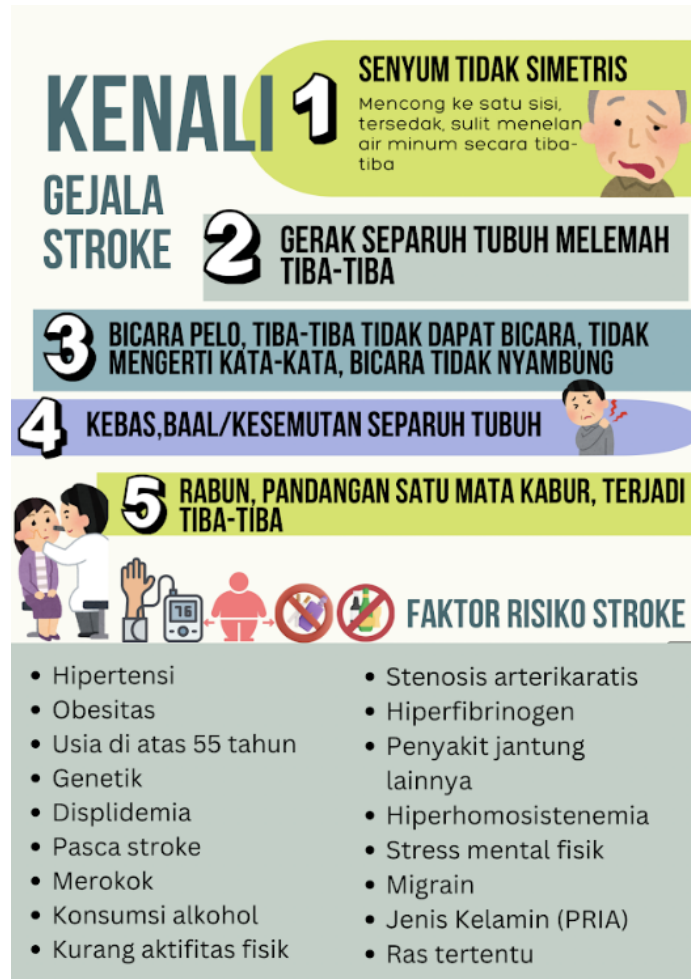 KENALI
GEJALA
STROKE
1
SENYUM TIDAK SIMETRIS
Mencong ke satu sisi,
tersedak, sulit menelan
air minum secara tiba-
tiba
2
GERAK SEPARUH TUBUH MELEMAH
TIBA-TIBA
3
BICARA PELO, TIBA-TIBA TIDAK DAPAT BICARA, TIDAK
MENGERTI KATA-KATA, BICARA TIDAK NYAMBUNG
4
KEBAS,BAAL/KESEMUTAN SEPARUH TUBUH
5
RABUN, PANDANGAN SATU MATA KABUR, TERJADI
TIBA-TIBA
76
FAKTOR RISIKO STROKE
• Hipertensi
• Obesitas
• Usia di atas 55 tahun
• Genetik
• Displidemia
• Pasca stroke
• Merokok
• Konsumsi alkohol
• Kurang aktifitas fisik
• Stenosis arterikaratis
• Hiperfibrinogen
• Penyakit jantung
lainnya
• Hiperhomosistenemia
• Stress mental fisik
• Migrain
• Jenis Kelamin (PRIA)
• Ras tertentu